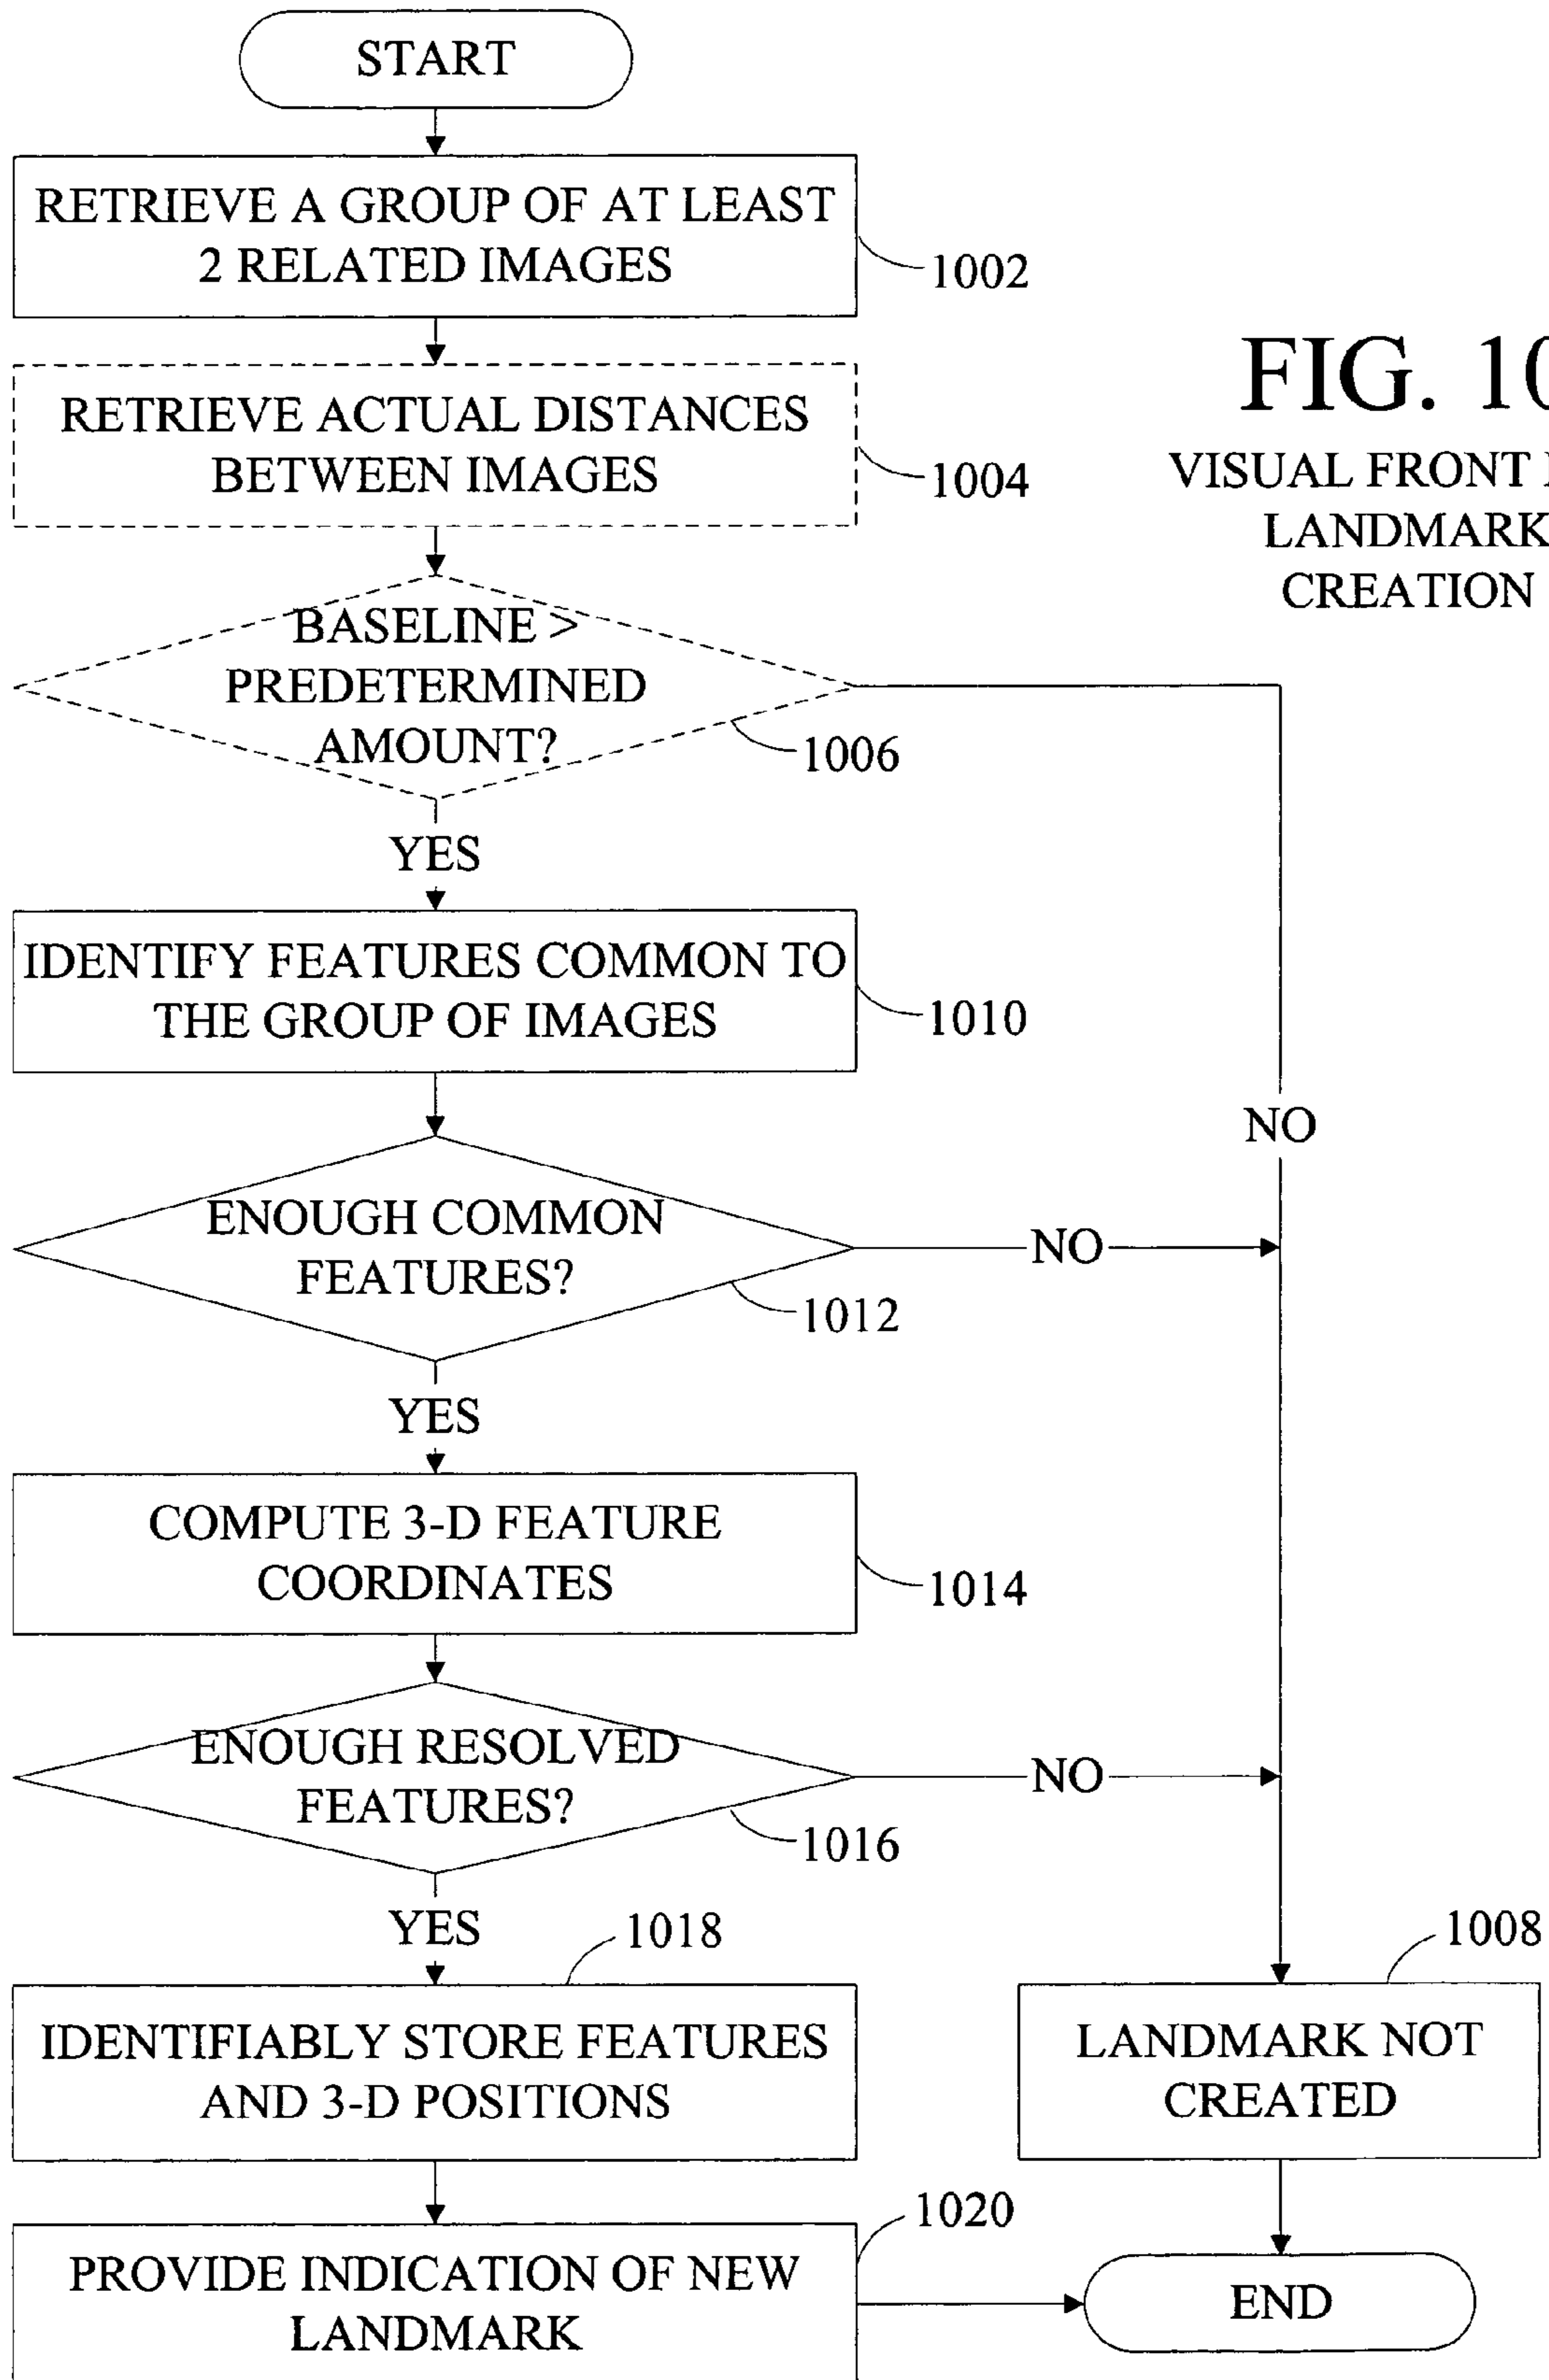 START
RETRIEVE A GROUP OF AT LEAST
2 RELATED IMAGES
1002
RETRIEVE ACTUAL DISTANCES
BETWEEN IMAGES
1004
FIG. 10
VISUAL FRONT
LANDMARK
CREATION
BASELINE >
PREDETERMINED
AMOUNT?
1006
YES
NO
IDENTIFY FEATURES COMMON TO
THE GROUP OF IMAGES
1010
ENOUGH COMMON
FEATURES?
NO
1012
YES
COMPUTE 3-D FEATURE
COORDINATES
1014
ENOUGH RESOLVED
FEATURES?
NO
1016
YES
1018
1008
IDENTIFIABLY STORE FEATURES
AND 3-D POSITIONS
LANDMARK NOT
CREATED
1020
PROVIDE INDICATION OF NEW
LANDMARK
END